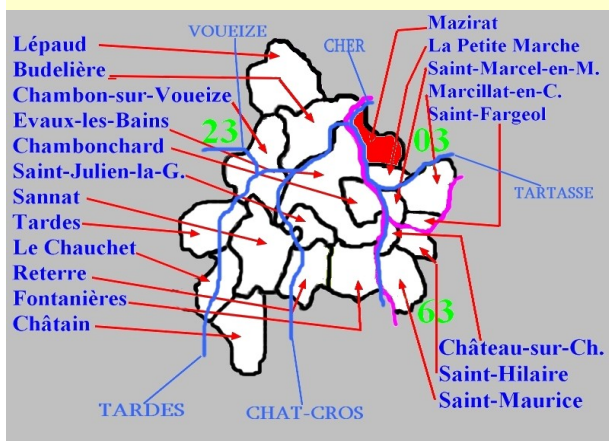 VOUEIZE
CHER
Lépaud
Budelière
Chambon-sur-Voueize
Evaux-les-Bains
Chambonchard
Saint-Julien-la-G.
Sannat
Tardes
Le Chauchet
Reterre
Fontanières
Châtain
Mazirat
La Petite Marche
Saint-Marcel-en-M.
Marcillat-en-C.
Saint-Fargeol
23
03
TARTASSE
63
Château-sur-Ch.
Saint-Hilaire
Saint-Maurice
TARDES
CHAT-CROS